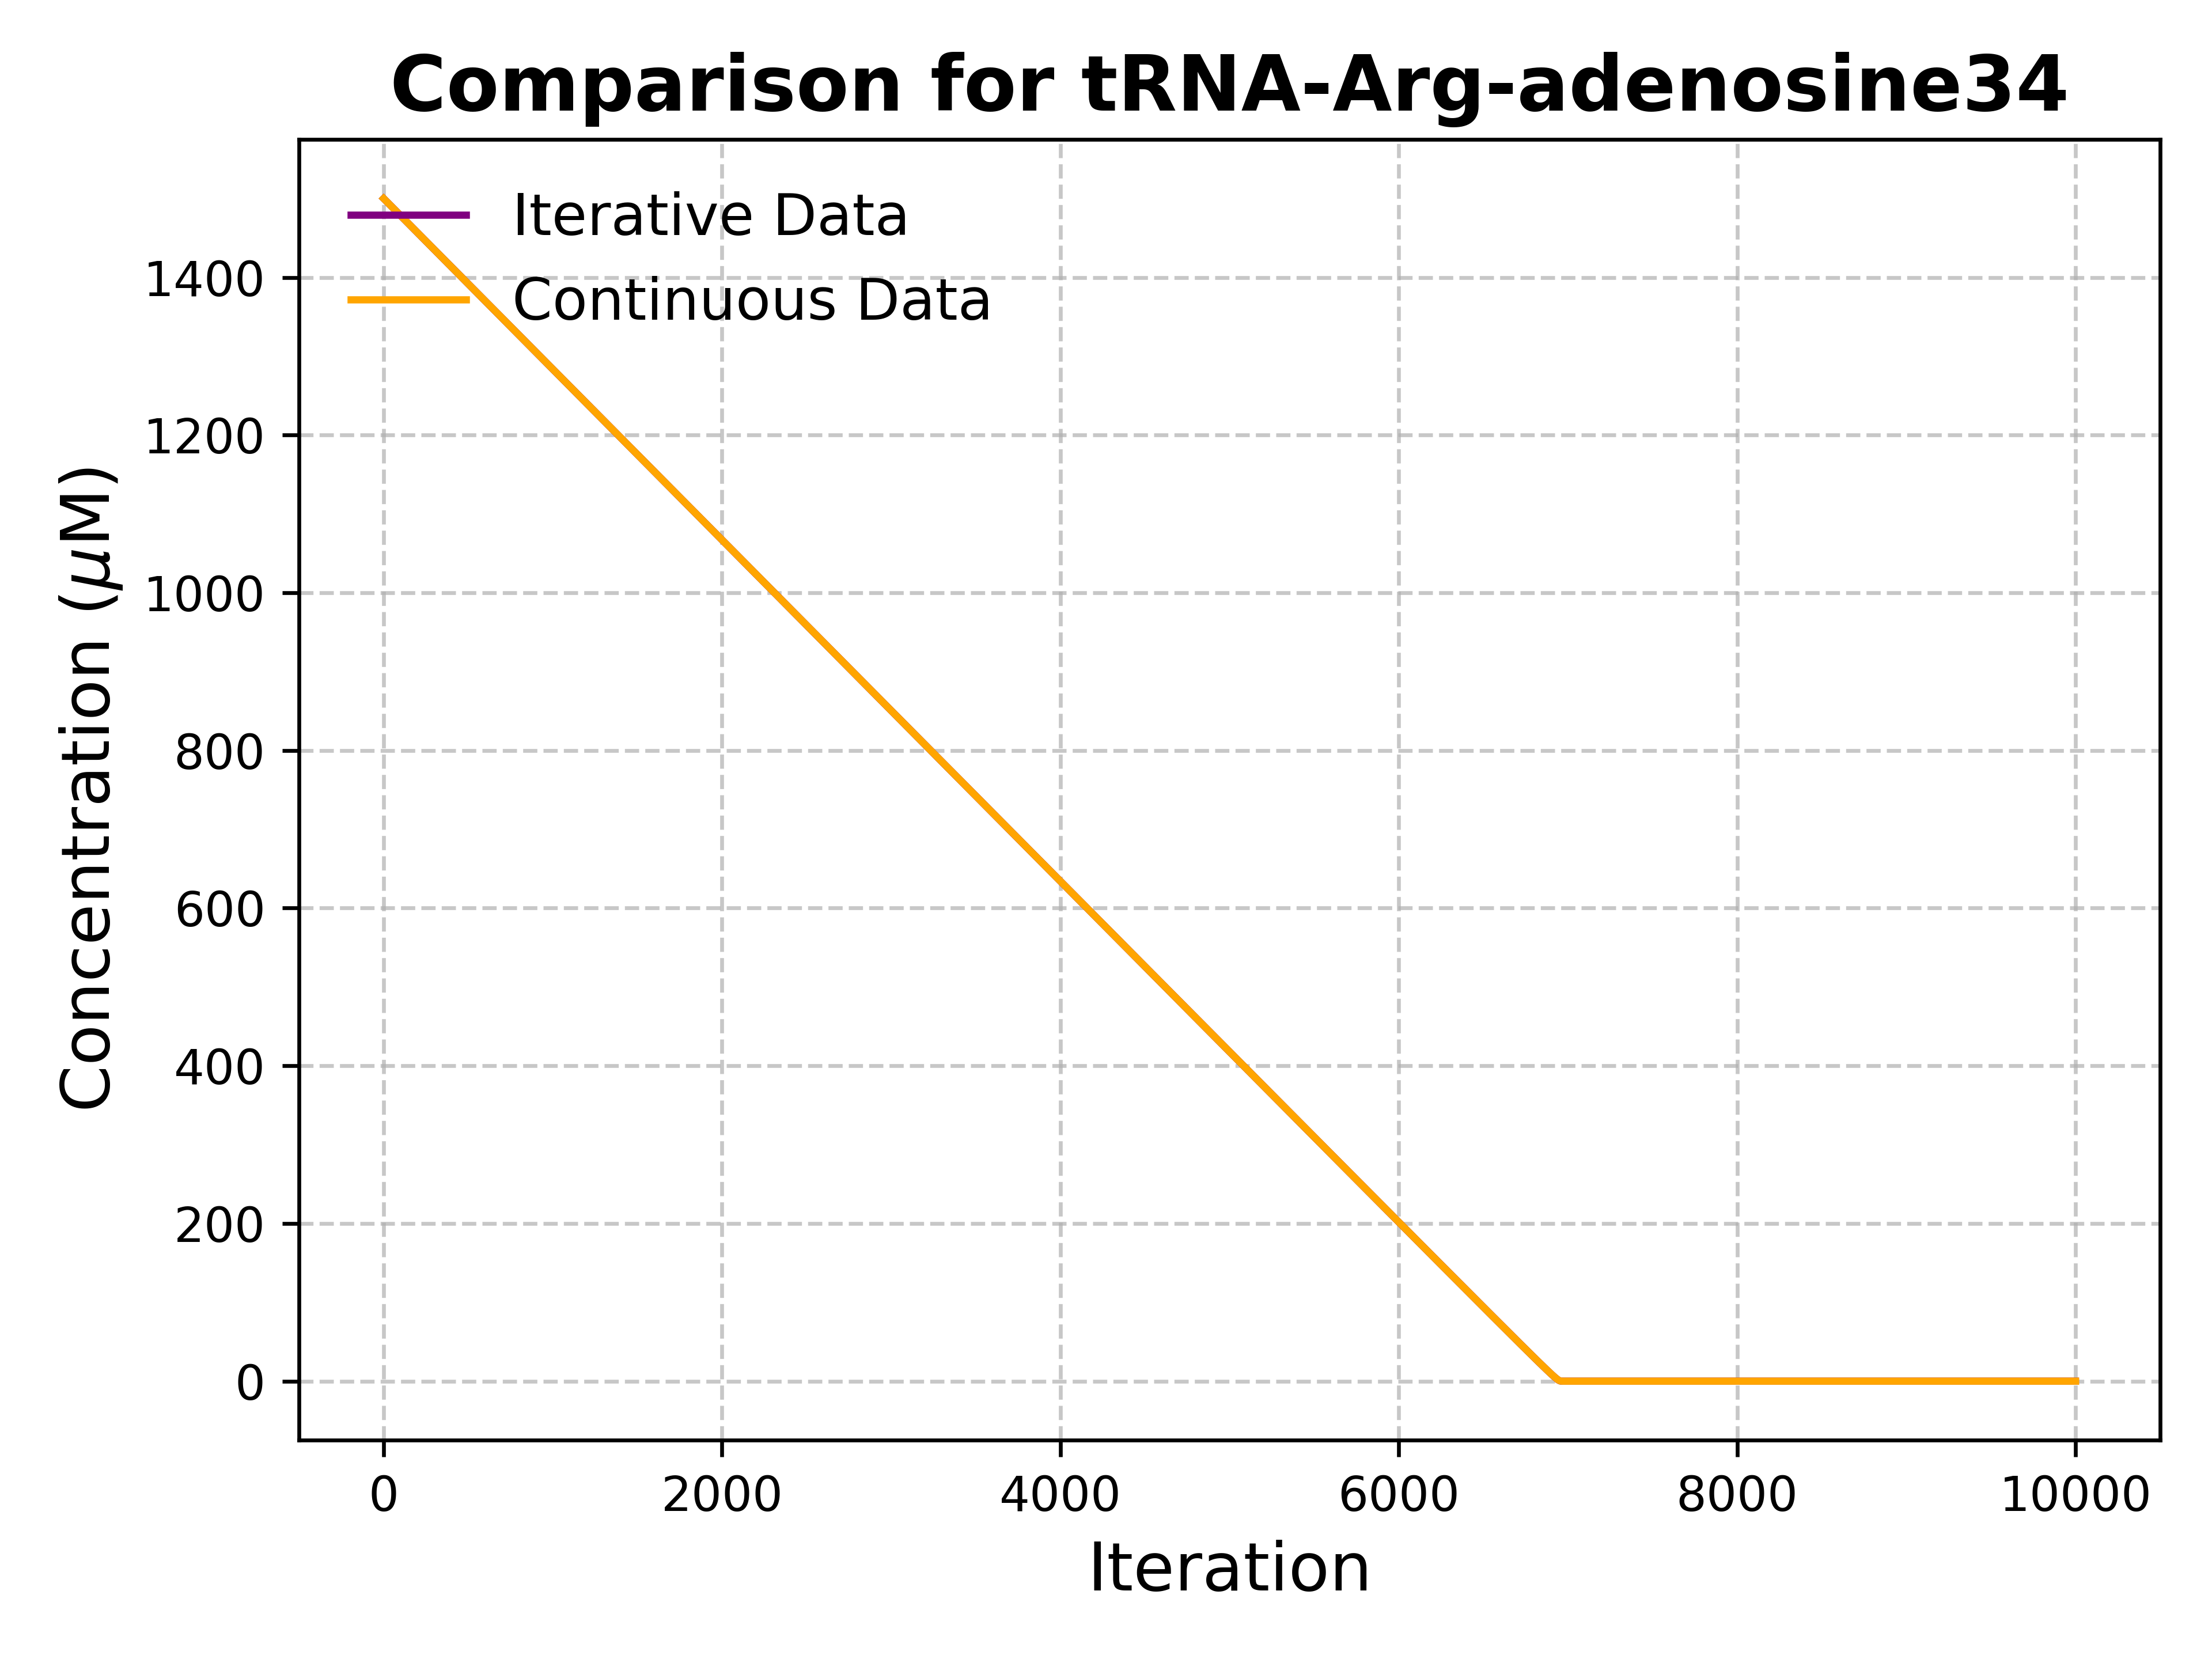 Comparison for tRNA-Arg-adenosine34
Iterative Data
Continuous Data
Concentration (μM)
1400
1200
1000
800
600
400
200
0
0 2000 4000 6000 8000 10000
Iteration